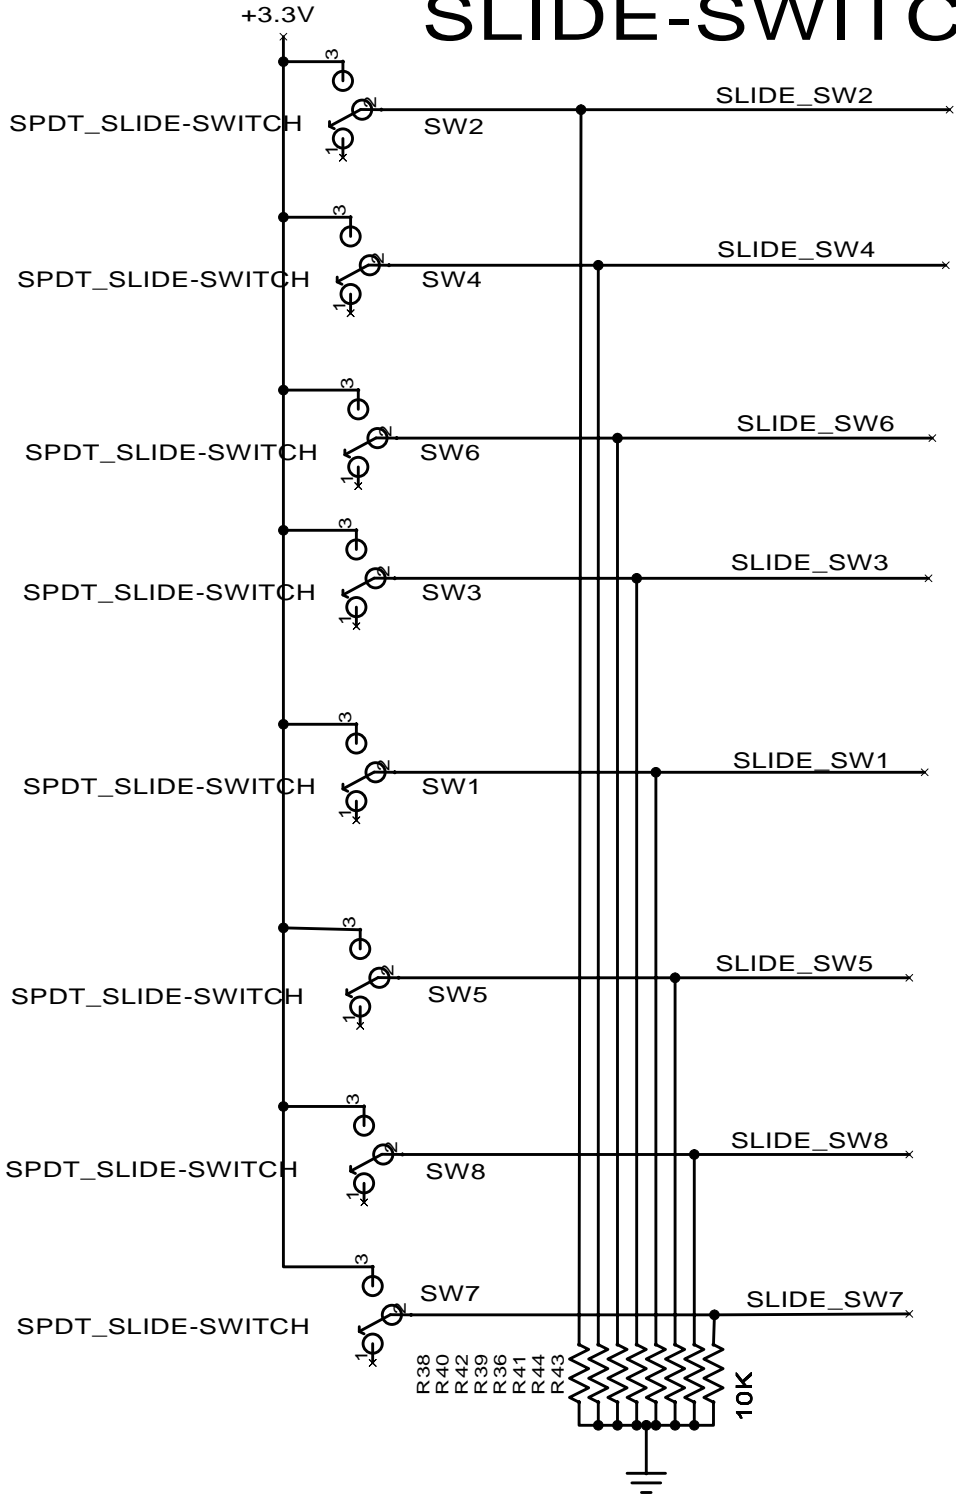 +3.3V
SLIDE-SWITC
3
2
1
SPDT_SLIDE-SWITCH
SW2
SLIDE_SW2
3
2
1
SPDT_SLIDE-SWITCH
SW4
SLIDE_SW4
3
2
1
SPDT_SLIDE-SWITCH
SW6
SLIDE_SW6
3
2
1
SPDT_SLIDE-SWITCH
SW3
SLIDE_SW3
3
2
1
SPDT_SLIDE-SWITCH
SW1
SLIDE_SW1
3
2
1
SPDT_SLIDE-SWITCH
SW5
SLIDE_SW5
3
2
1
SPDT_SLIDE-SWITCH
SW8
SLIDE_SW8
3
2
1
SPDT_SLIDE-SWITCH
SW7
SLIDE_SW7
R38
R40
R42
R39
R36
R41
R44
R43
10K